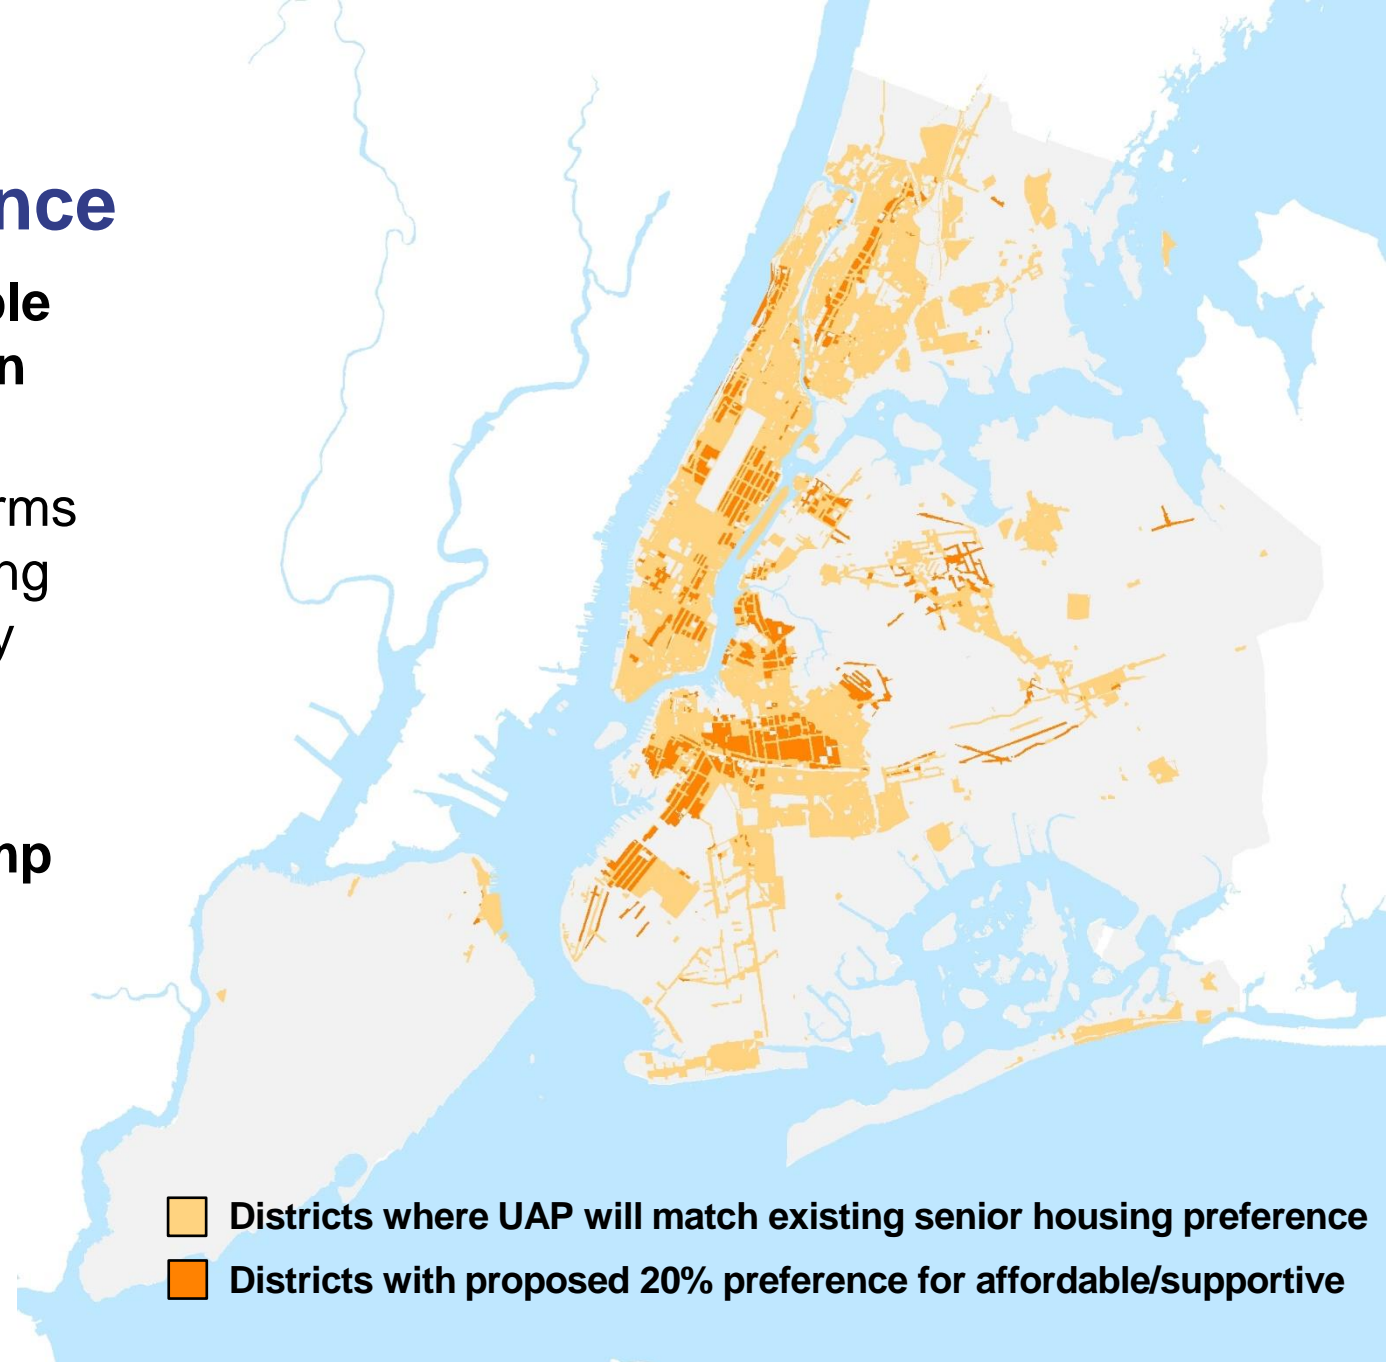 nce
ble
n
rms
ng
y
mp
Districts where UAP will match existing senior housing preference
Districts with proposed 20% preference for affordable/supportive